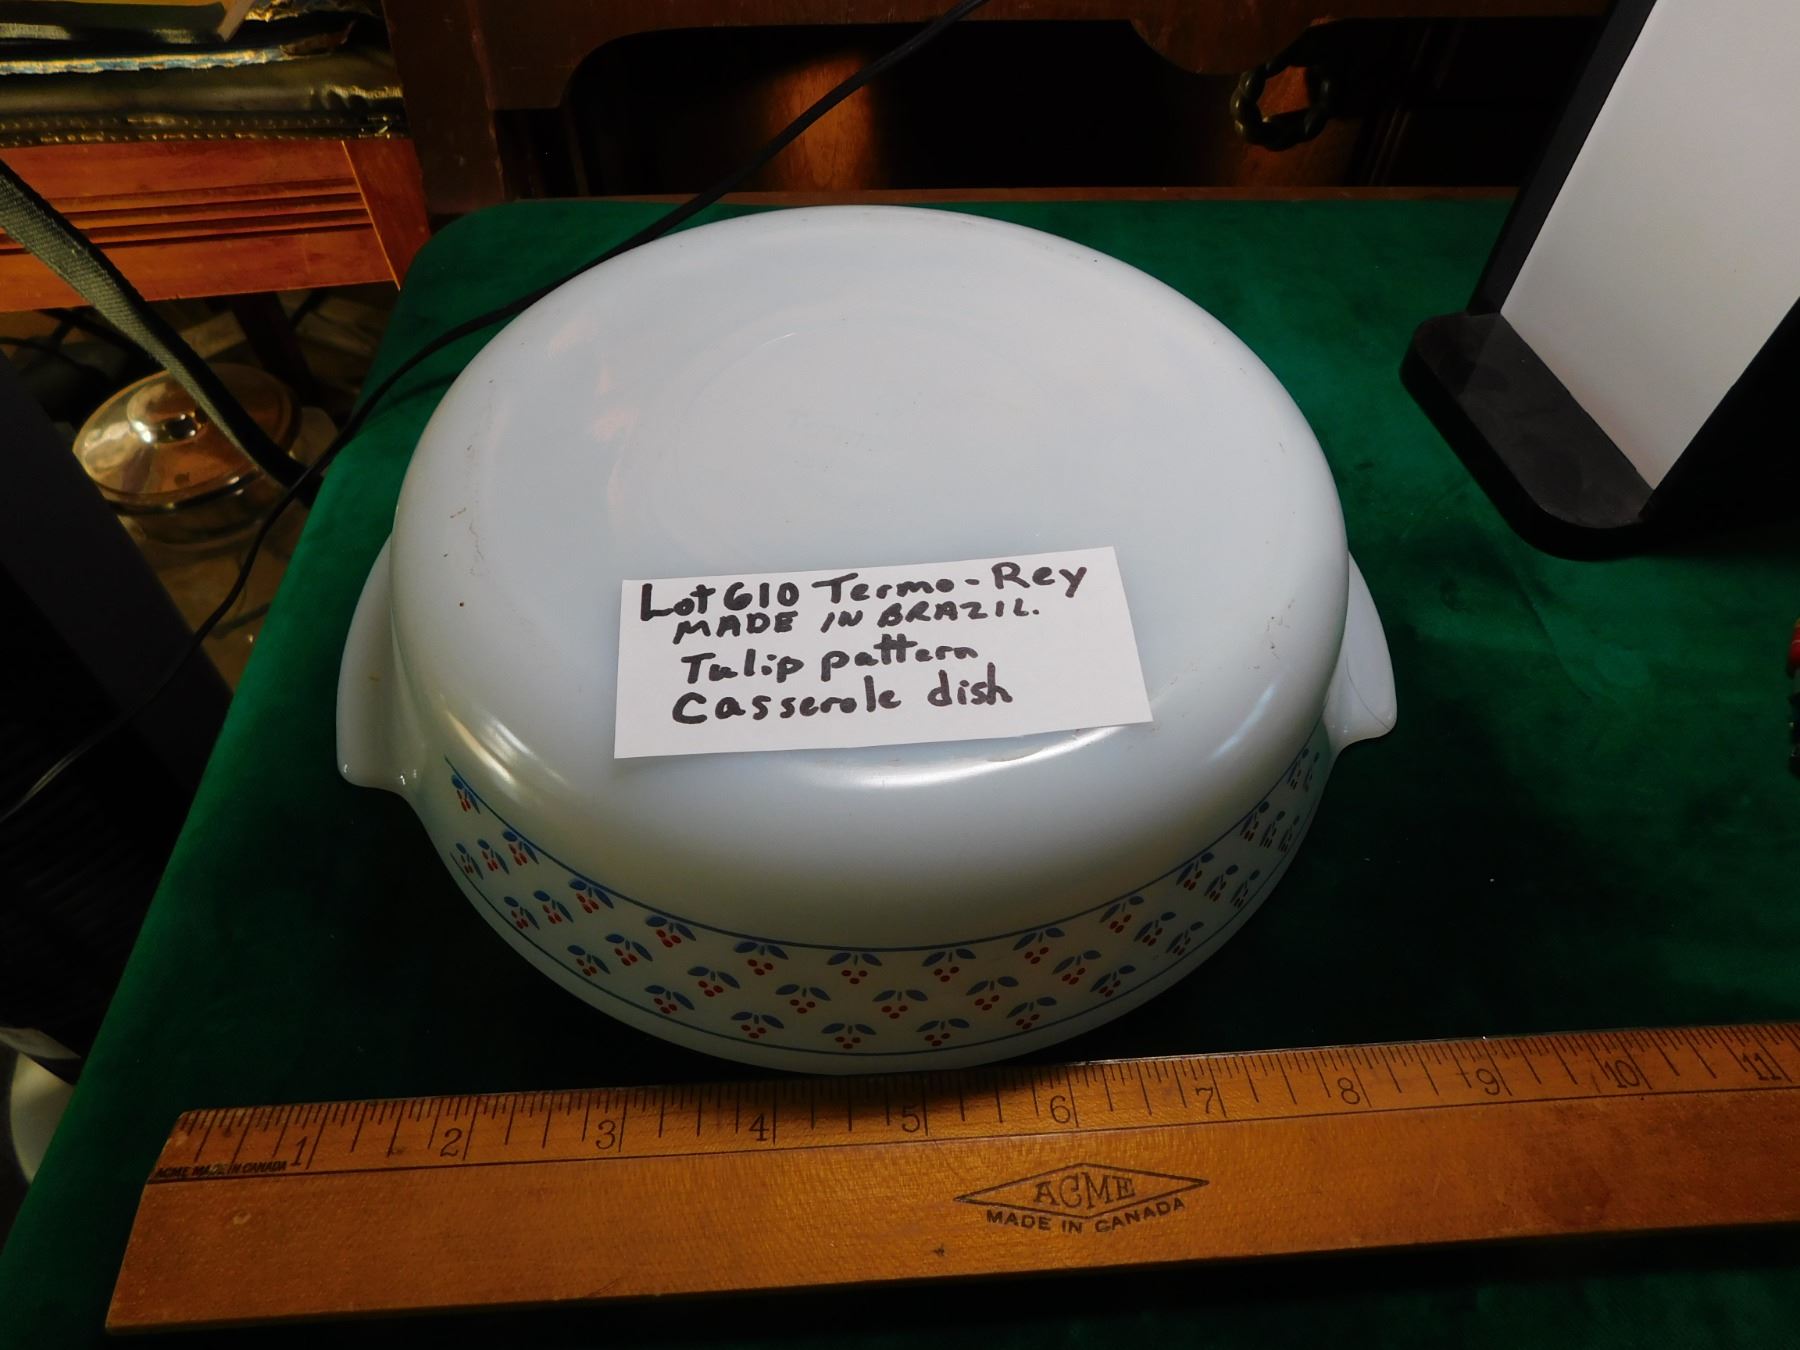 Lot 610 Termo-Rey
MADE IN BRAZIL.
Tulip pattern
Casserole dish
1 2 3 4 5 6 7 8 9 10 11
ACME MADE IN CANADA
ACME
MADE IN CANADA